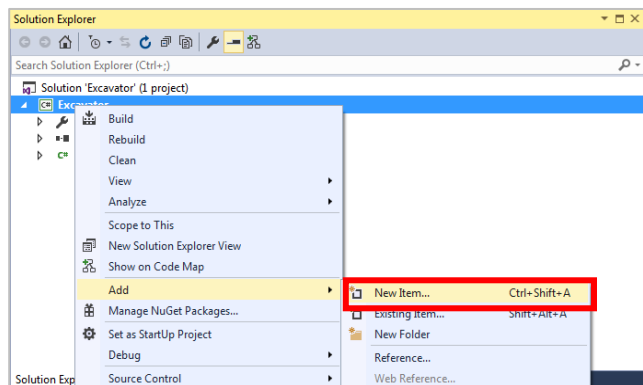 Solution Explorer
Search Solution Explorer (Ctrl+;)
Solution 'Excavator' (1 project)
C# Excavator
C#
Build
Rebuild
Clean
View
Analyze
Scope to This
New Solution Explorer View
Show on Code Map
Add
New Item... Ctrl+Shift+A
Manage NuGet Packages...
Existing Item... Shift+Alt+A
Set as StartUp Project
New Folder
Debug
Reference...
Source Control
Web Reference...
Solution Exp